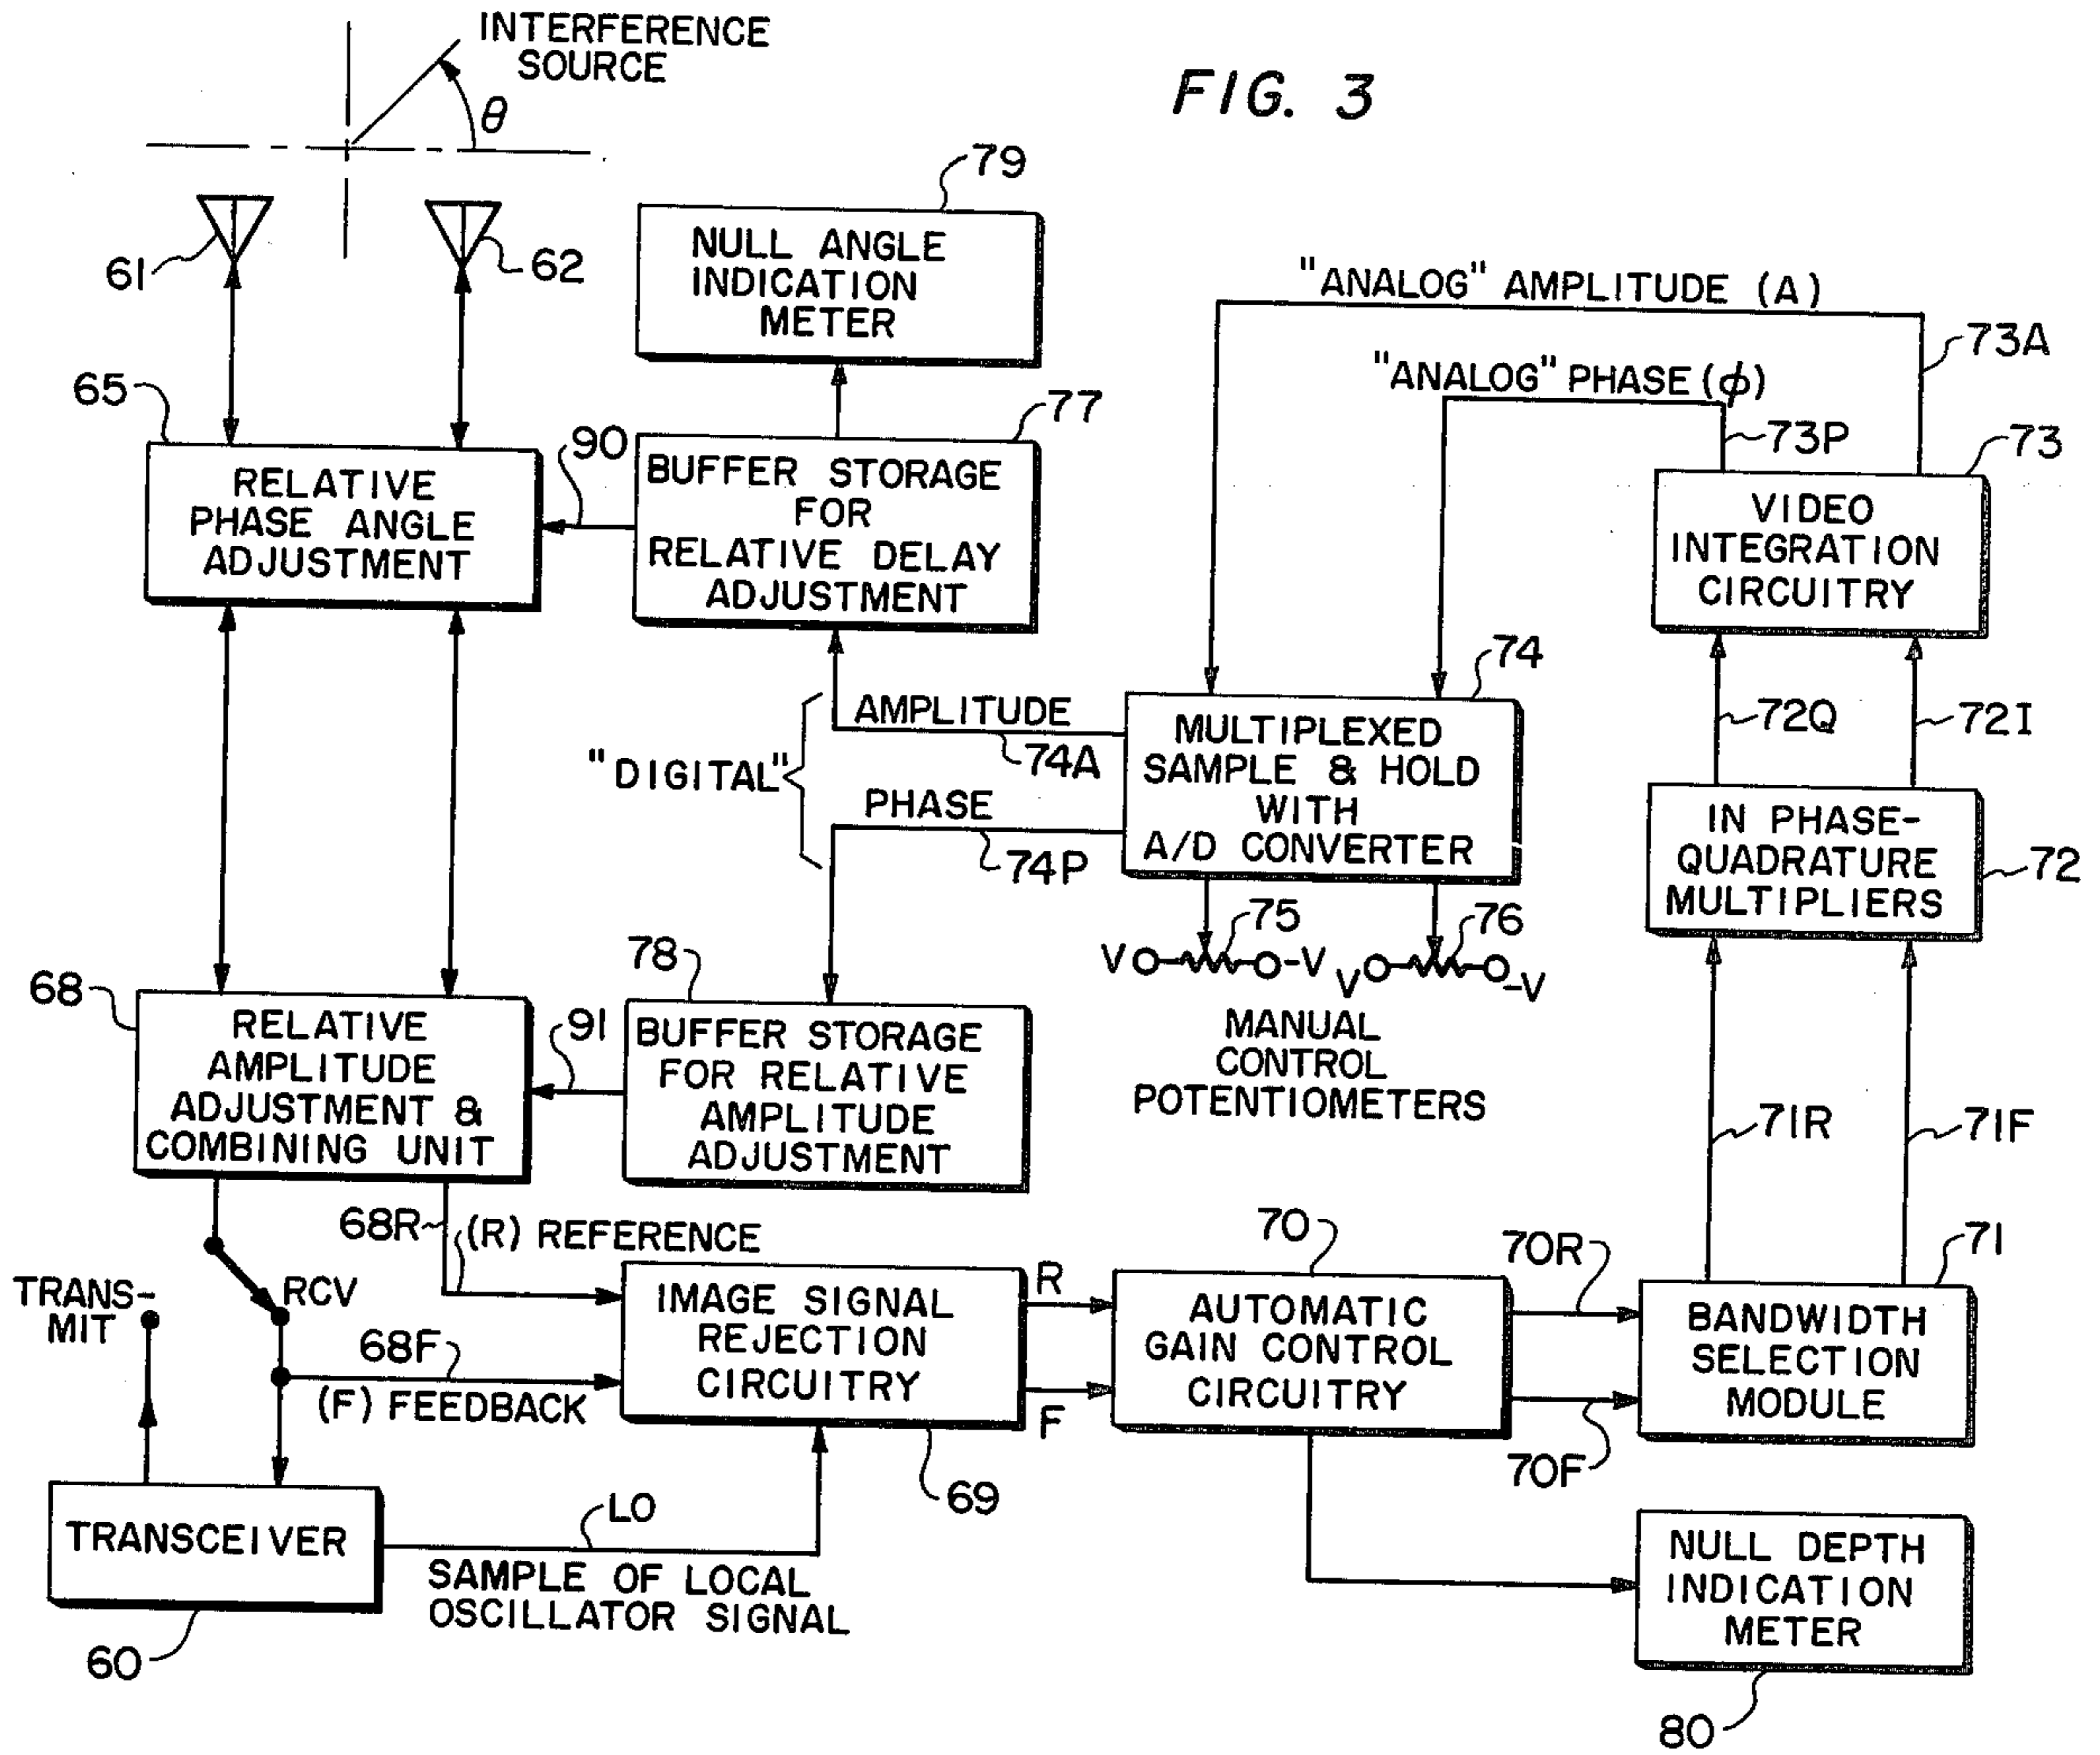 INTERFERENCE
SOURCE
θ
FIG. 3
61
62
79
NULL ANGLE
INDICATION
METER
"ANALOG" AMPLITUDE (A)
73A
"ANALOG" PHASE (ϕ)
73P
65
RELATIVE
PHASE ANGLE
ADJUSTMENT
90
77
BUFFER STORAGE
FOR
RELATIVE DELAY
ADJUSTMENT
73
VIDEO
INTEGRATION
CIRCUITRY
"DIGITAL"
AMPLITUDE
74A
PHASE
74P
74
MULTIPLEXED
SAMPLE & HOLD
WITH
A/D CONVERTER
72Q
72I
IN PHASE-
QUADRATURE
MULTIPLIERS
72
75
76
V
-V
V
-V
MANUAL
CONTROL
POTENTIOMETERS
68
RELATIVE
AMPLITUDE
ADJUSTMENT &
COMBINING UNIT
91
78
BUFFER STORAGE
FOR RELATIVE
AMPLITUDE
ADJUSTMENT
71R
71F
68R
(R) REFERENCE
TRANS-
MIT
RCV
68F
(F) FEEDBACK
IMAGE SIGNAL
REJECTION
CIRCUITRY
69
R
F
70
AUTOMATIC
GAIN CONTROL
CIRCUITRY
70R
70F
71
BANDWIDTH
SELECTION
MODULE
TRANSCEIVER
60
LO
SAMPLE OF LOCAL
OSCILLATOR SIGNAL
NULL DEPTH
INDICATION
METER
80